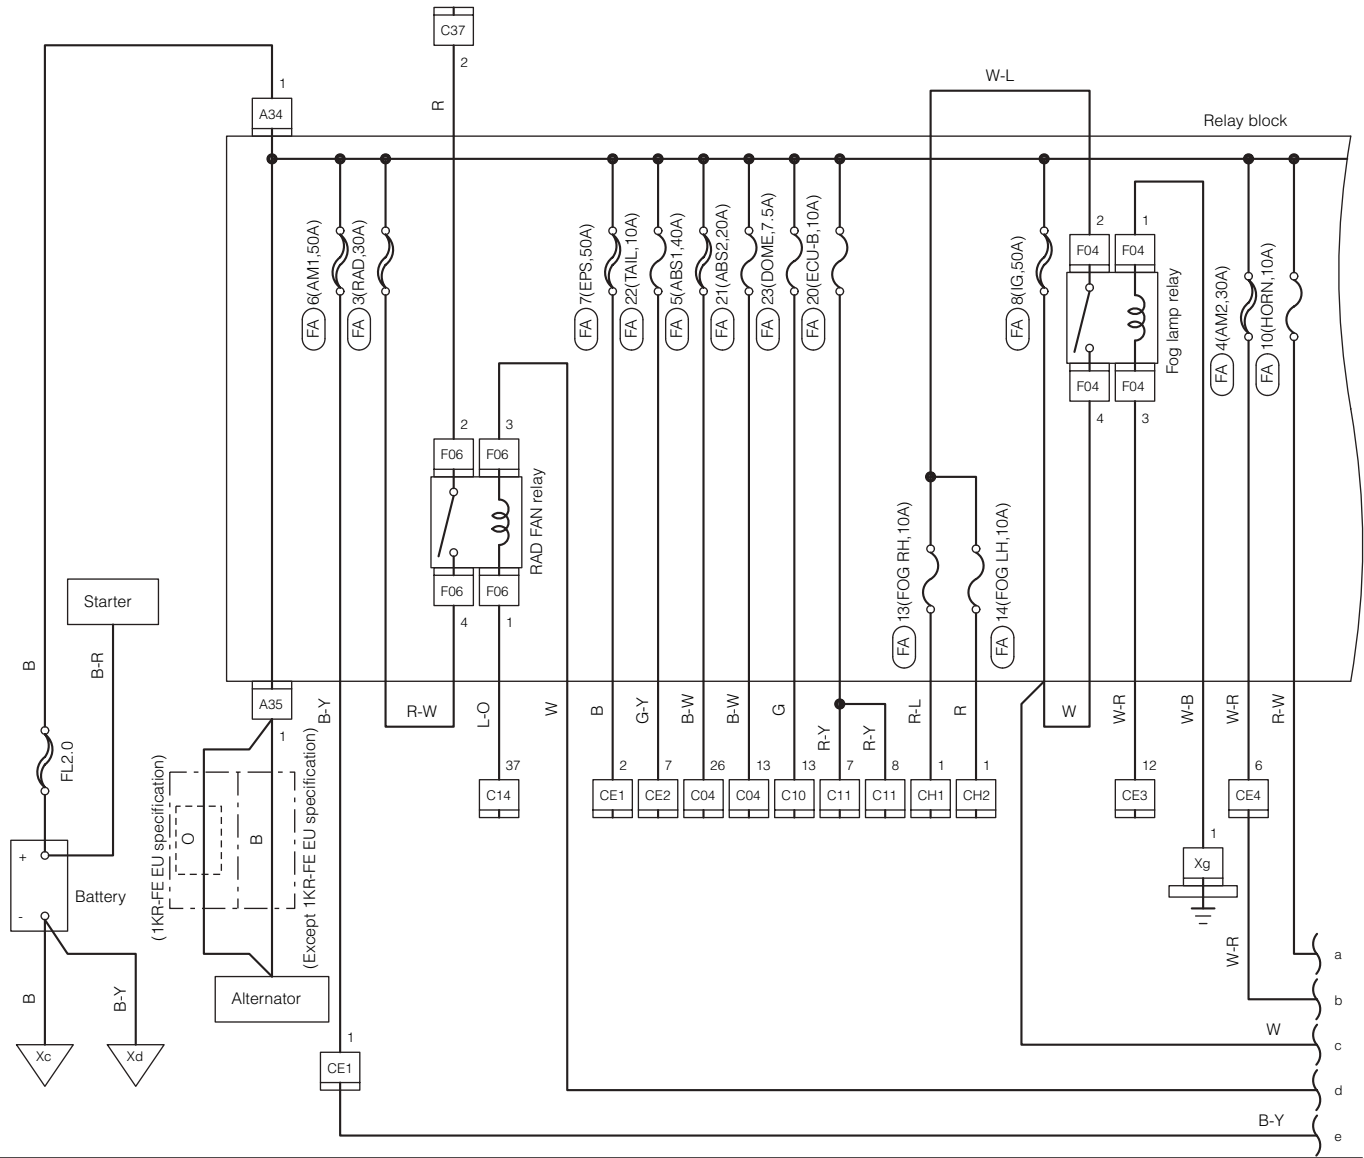 C37
2
W-L
1
R
A34
Relay block
6(AM1,50A)
FA
3(RAD,30A)
FA
7(EPS,50A)
FA
22(TAIL,10A)
FA
5(ABS1,40A)
FA
21(ABS2,20A)
FA
23(DOME,7.5A)
FA
20(ECU-B,10A)
FA
8(IG,50A)
FA
2
1
F04
F04
Fog lamp relay
F04
F04
4
3
4(AM2,30A)
FA
10(HORN,10A)
FA
2
3
F06
F06
RAD FAN relay
F06
F06
4
1
13(FOG RH,10A)
FA
14(FOG LH,10A)
FA
Starter
B
B-R
A35
1
B-Y
R-W
L-O
W
B
G-Y
B-W
B-W
G
R-Y
R-Y
R-L
R
W
W-R
W-B
W-R
R-W
FL2.0
37
C14
2
CE1
7
CE2
26
C04
13
C04
13
C10
7
C11
8
C11
1
CH1
1
CH2
12
CE3
6
CE4
(1KR-FE EU specification)
O
B
(Except 1KR-FE EU specification)
+
-
Battery
1
Xg
W-R
a
B
B-Y
Alternator
b
W
c
Xc
Xd
1
CE1
d
B-Y
e